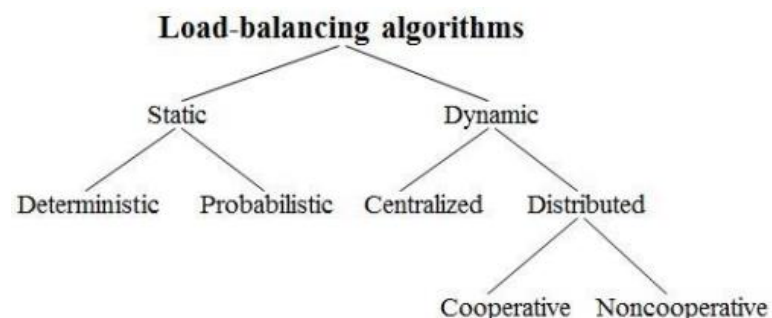 Load-balancing algorithms
Static Dynamic
Deterministic Probabilistic Centralized Distributed
Cooperative Noncooperative